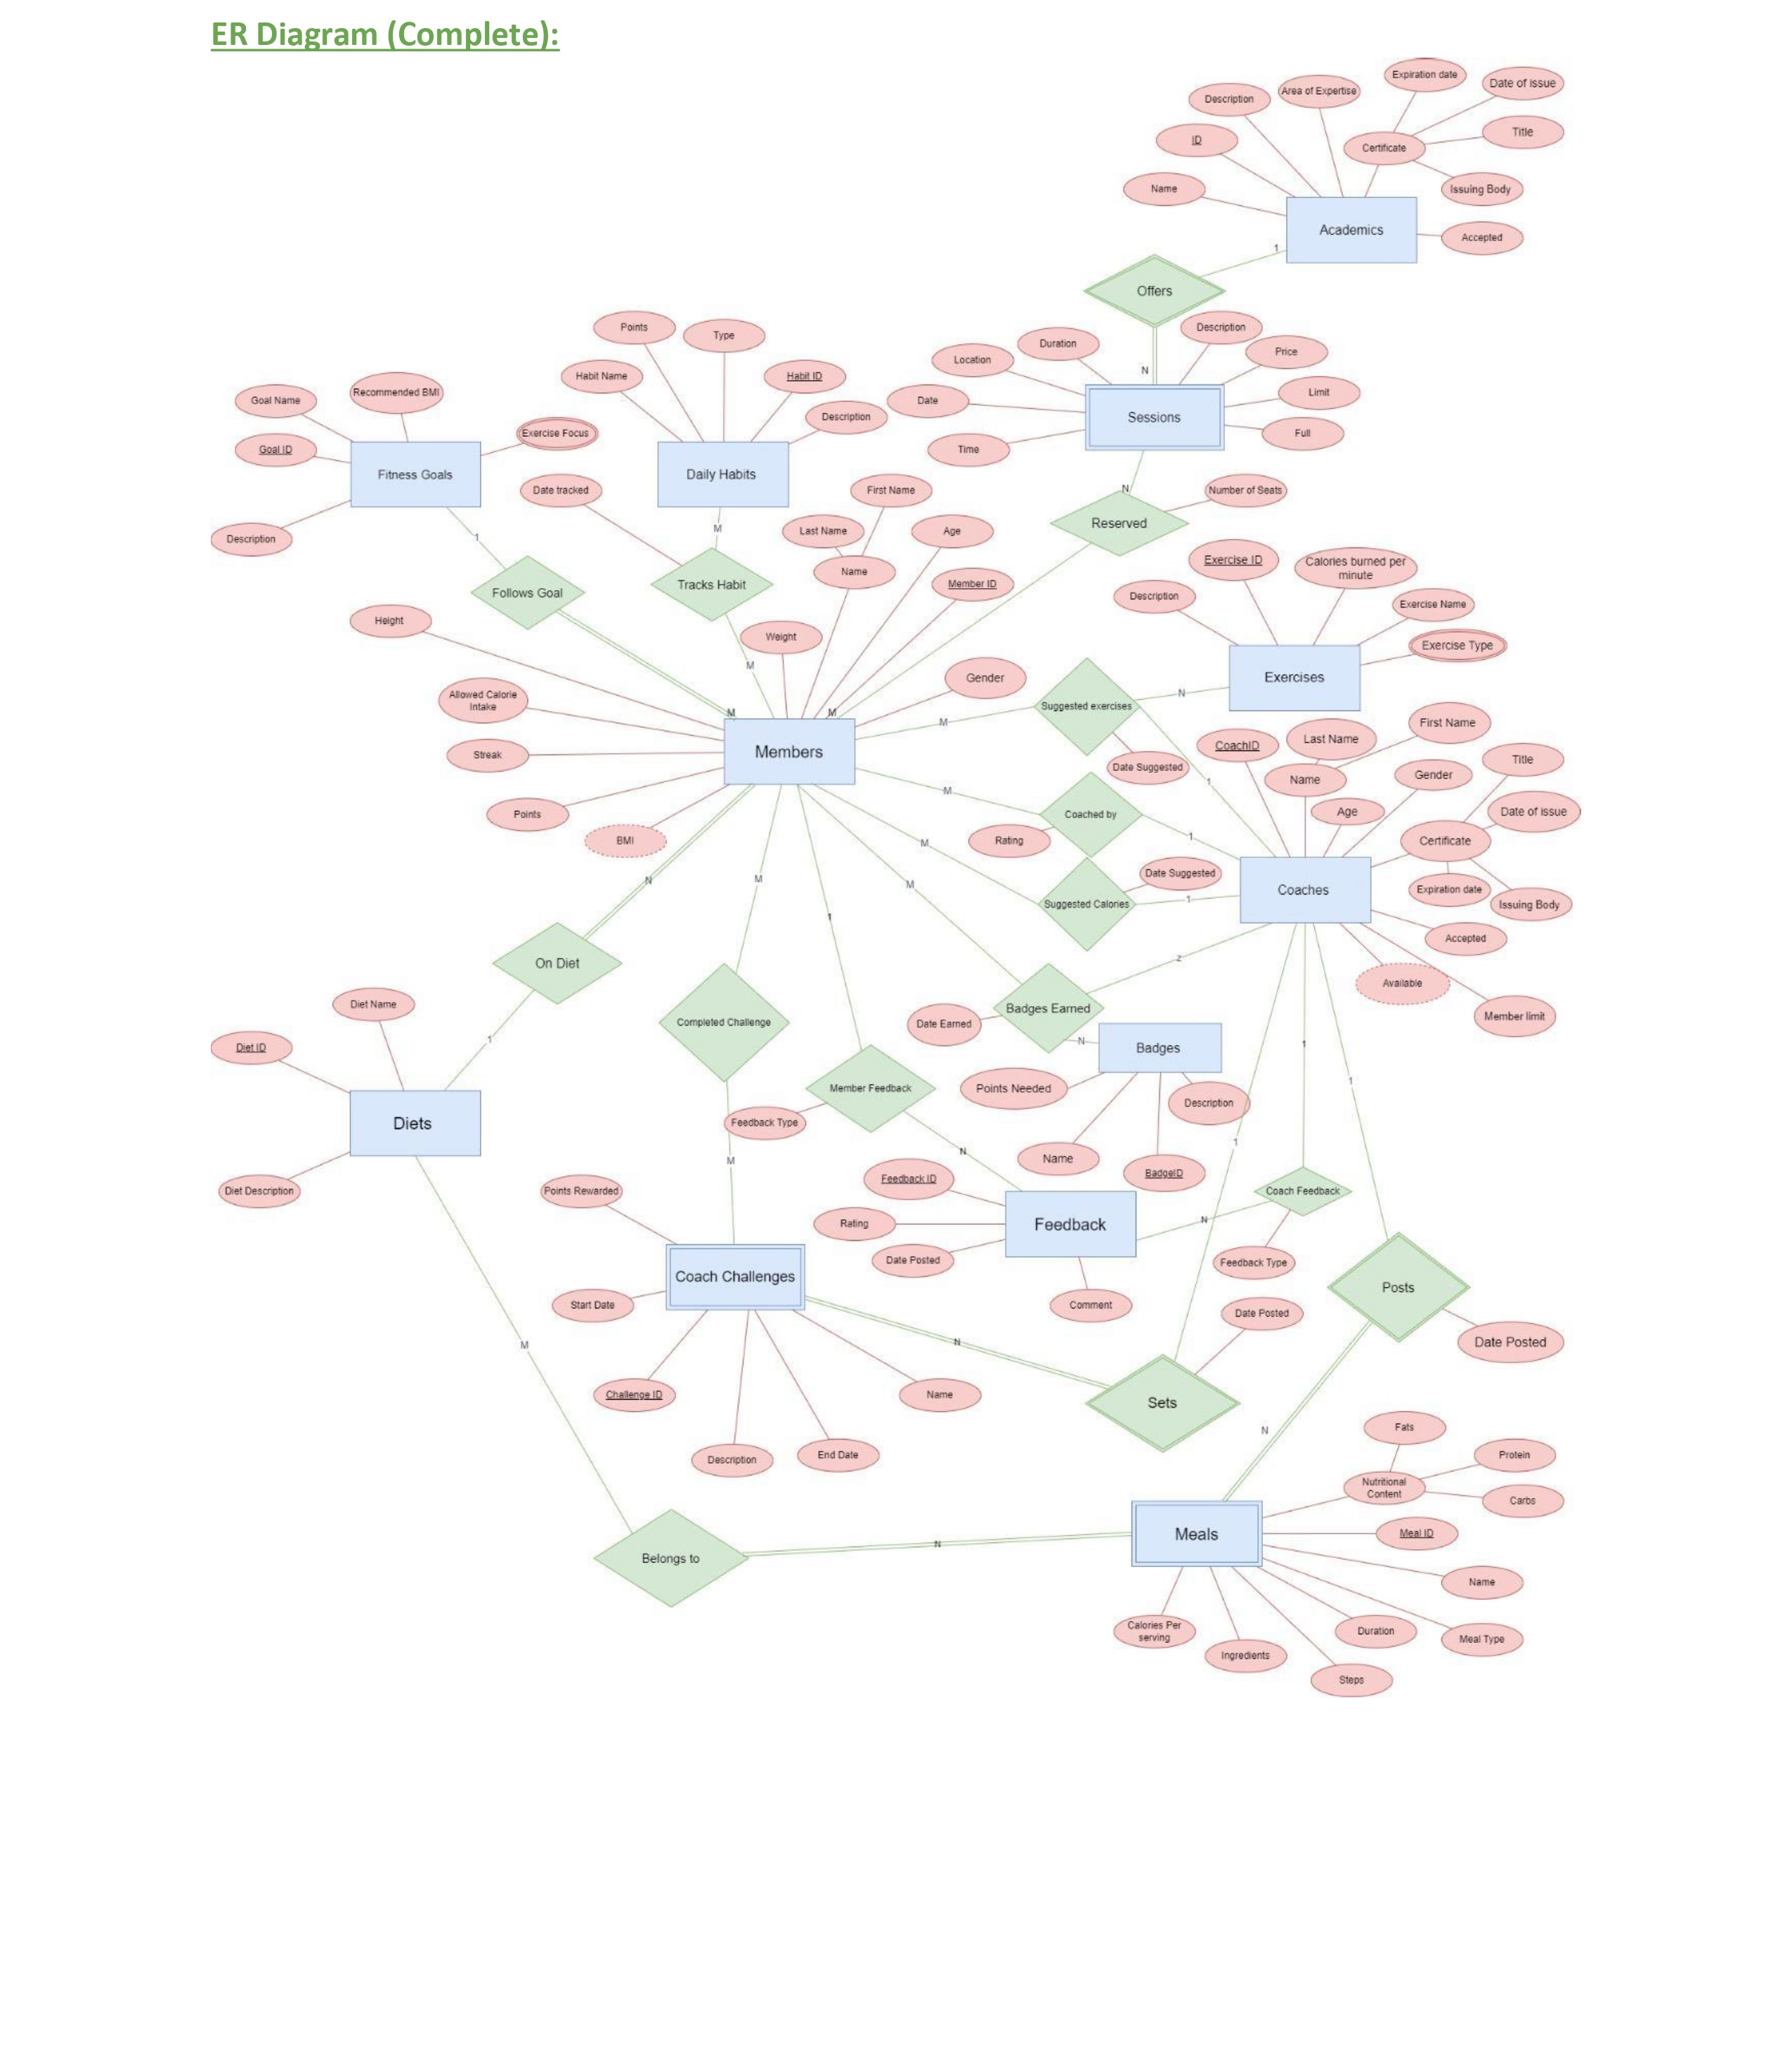 ER Diagram (Complete):
Expiration date
Date of issue
Area of Expertise
Description
Title
ID
Certificate
Name
Issuing Body
Academics
Accepted
1
Offers
Points
Type
Duration
Description
Location
Price
Habit Name
Habit ID
N
Recommended BMI
Goal Name
Date
Limit
Description
Sessions
Exercise Focus
Full
Goal ID
Time
Fitness Goals
Daily Habits
Date tracked
First Name
N
Number of Seats
Reserved
M
Last Name
Age
Description
1
Exercise ID
Calories burned per
minute
Name
Tracks Habit
Member ID
Follows Goal
Description
Exercise Name
Height
Weight
Exercise Type
M
Gender
Exercises
Allowed Calorie
Intake
N
Suggested exercises
M
M
M
First Name
Last Name
CoachID
Members
Streak
Date Suggested
Title
Name
Gender
1
M
Points
Coached by
Age
Date of issue
1
BMI
Rating
M
Certificate
Date Suggested
N
M
M
Coaches
Expiration date
Suggested Calories
1
Issuing Body
1
Accepted
z
On Diet
Available
Diet Name
Badges Earned
Member limit
Completed Challenge
Date Earned
1
N
1
Diet ID
Badges
1
Member Feedback
Points Needed
Description
Diets
Feedback Type
1
N
Name
M
BadgeID
Feedback ID
Points Rewarded
Diet Description
Coach Feedback
Rating
Feedback
N
Date Posted
Feedback Type
Coach Challenges
Posts
Start Date
Comment
Date Posted
M
N
Date Posted
Challenge ID
Name
Sets
Fats
N
Description
End Date
Protein
Nutritional
Content
Carbs
Meals
Meal ID
N
Belongs to
Name
Calories Per
serving
Duration
Meal Type
Ingredients
Steps